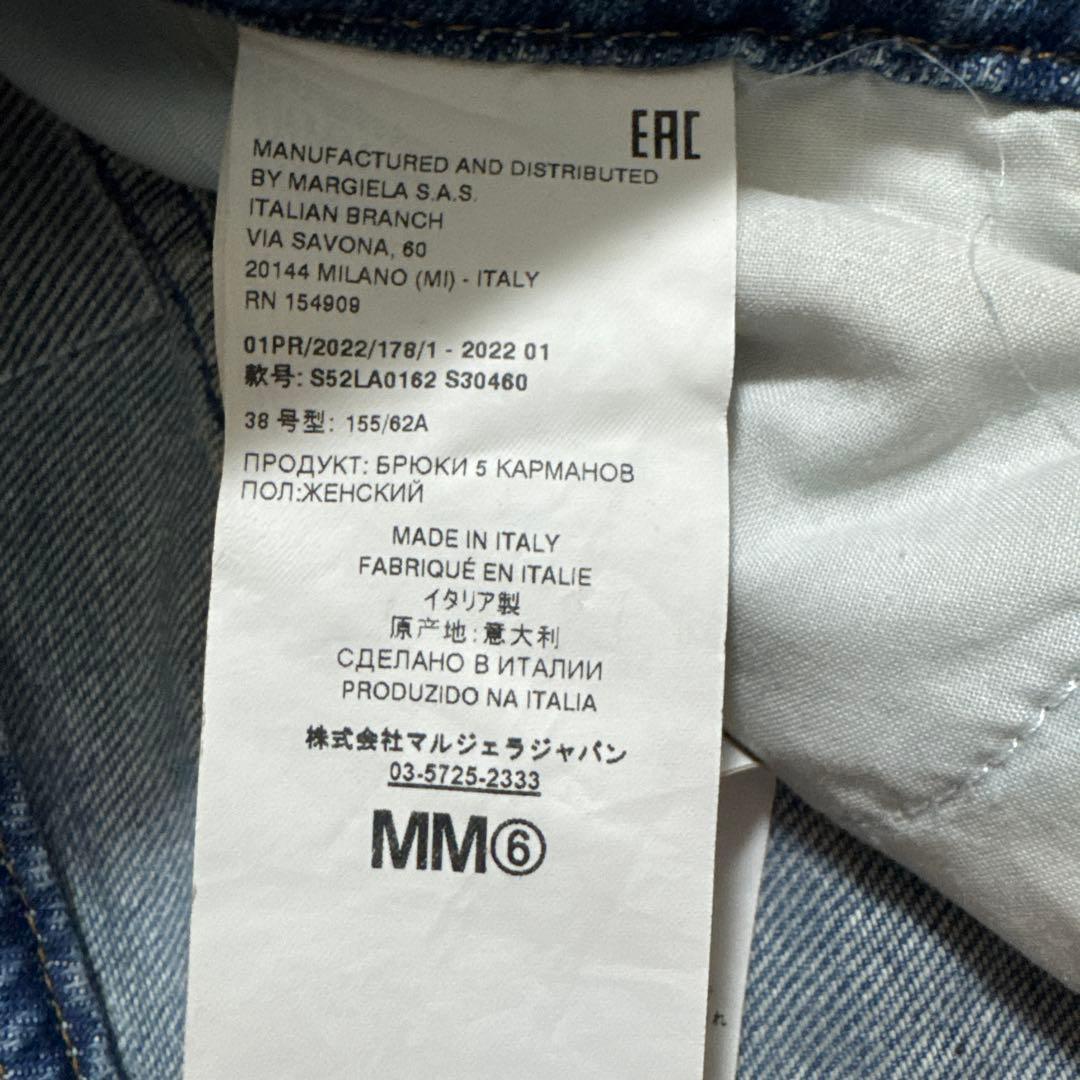 EAC
MANUFACTURED AND DISTRIBUTED
BY MARGIELA S.A.S.
ITALIAN BRANCH
VIA SAVONA, 60
20144 MILANO (MI) - ITALY
RN 154909
01PR/2022/178/1 - 2022 01
款号: S52LA0162 S30460
38 号型: 155/62A
ПРОДУКТ: БРЮКИ 5 КАРМАНОВ
ПОЛ:ЖЕНСКИЙ
MADE IN ITALY
FABRIQUÉ EN ITALIE
イタリア製
原产地:意大利
СДЕЛАНО В ИТАЛИИ
PRODUZIDO NA ITALIA
株式会社マルジェラジャパン
03-5725-2333
MM⑥
れ